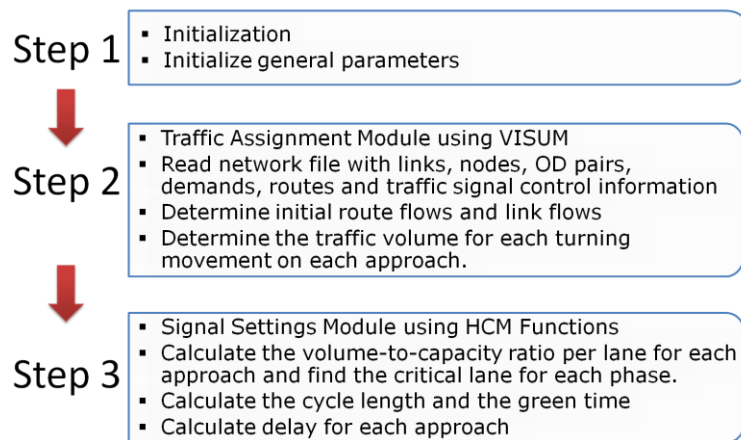 Step 1
▪ Initialization
▪ Initialize general parameters
Step 2
▪ Traffic Assignment Module using VISUM
▪ Read network file with links, nodes, OD pairs,
demands, routes and traffic signal control information
▪ Determine initial route flows and link flows
▪ Determine the traffic volume for each turning
movement on each approach.
Step 3
▪ Signal Settings Module using HCM Functions
▪ Calculate the volume-to-capacity ratio per lane for each
approach and find the critical lane for each phase.
▪ Calculate the cycle length and the green time
▪ Calculate delay for each approach